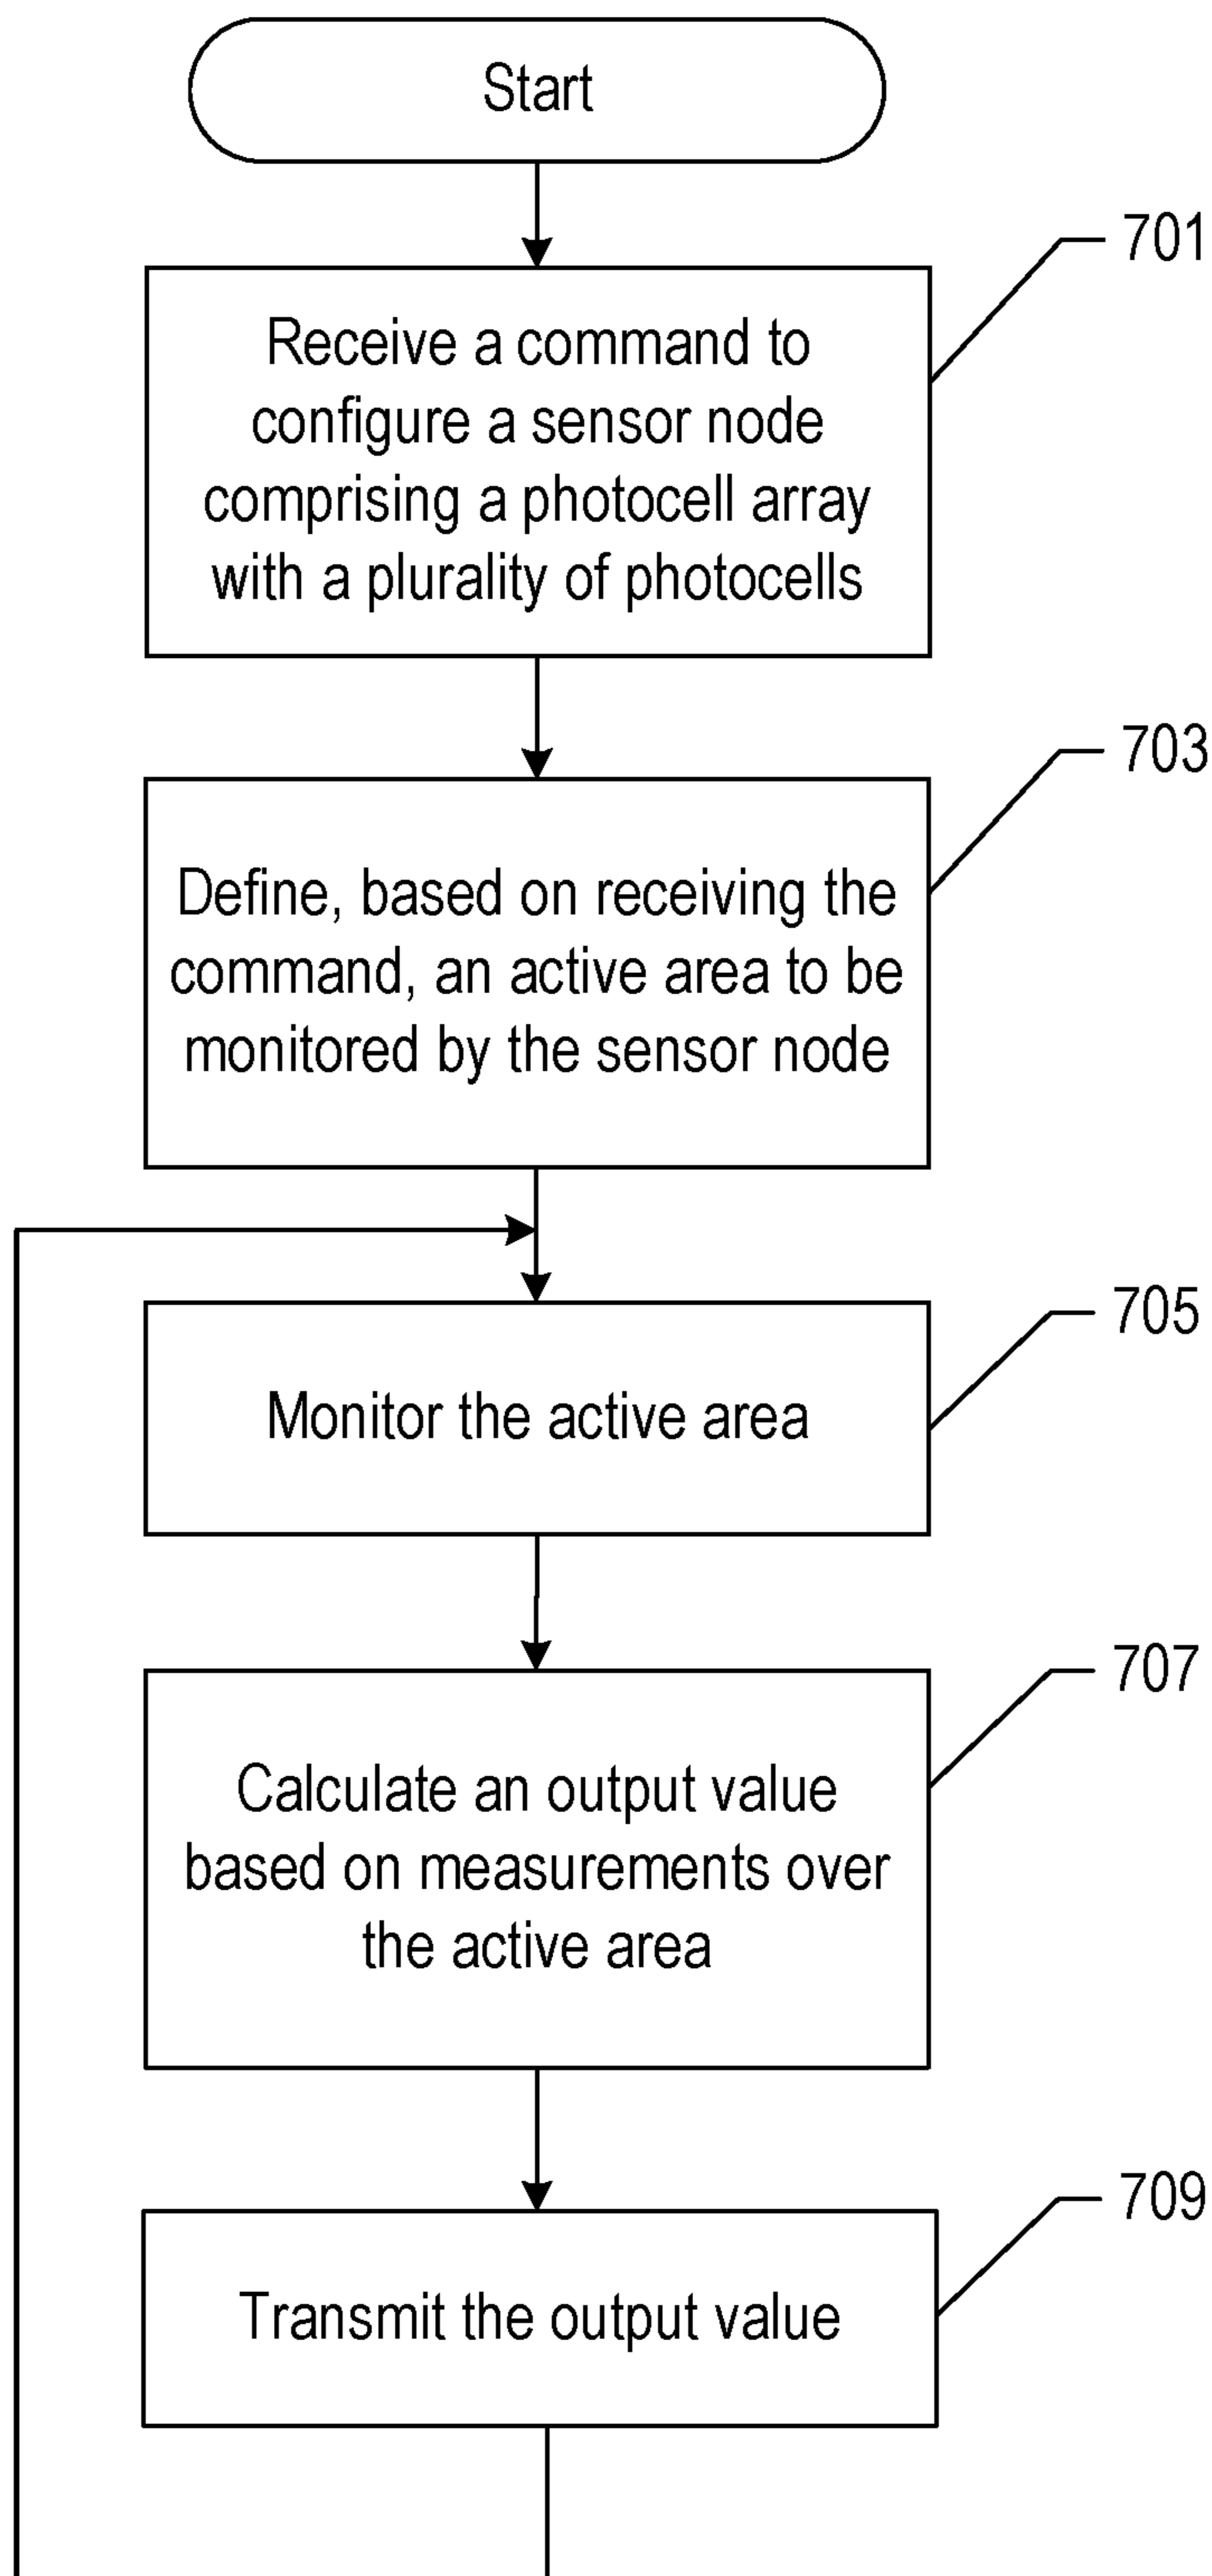 Start
701
Receive a command to
configure a sensor node
comprising a photocell array
with a plurality of photocells
703
Define, based on receiving the
command, an active area to be
monitored by the sensor node
705
Monitor the active area
707
Calculate an output value
based on measurements over
the active area
709
Transmit the output value